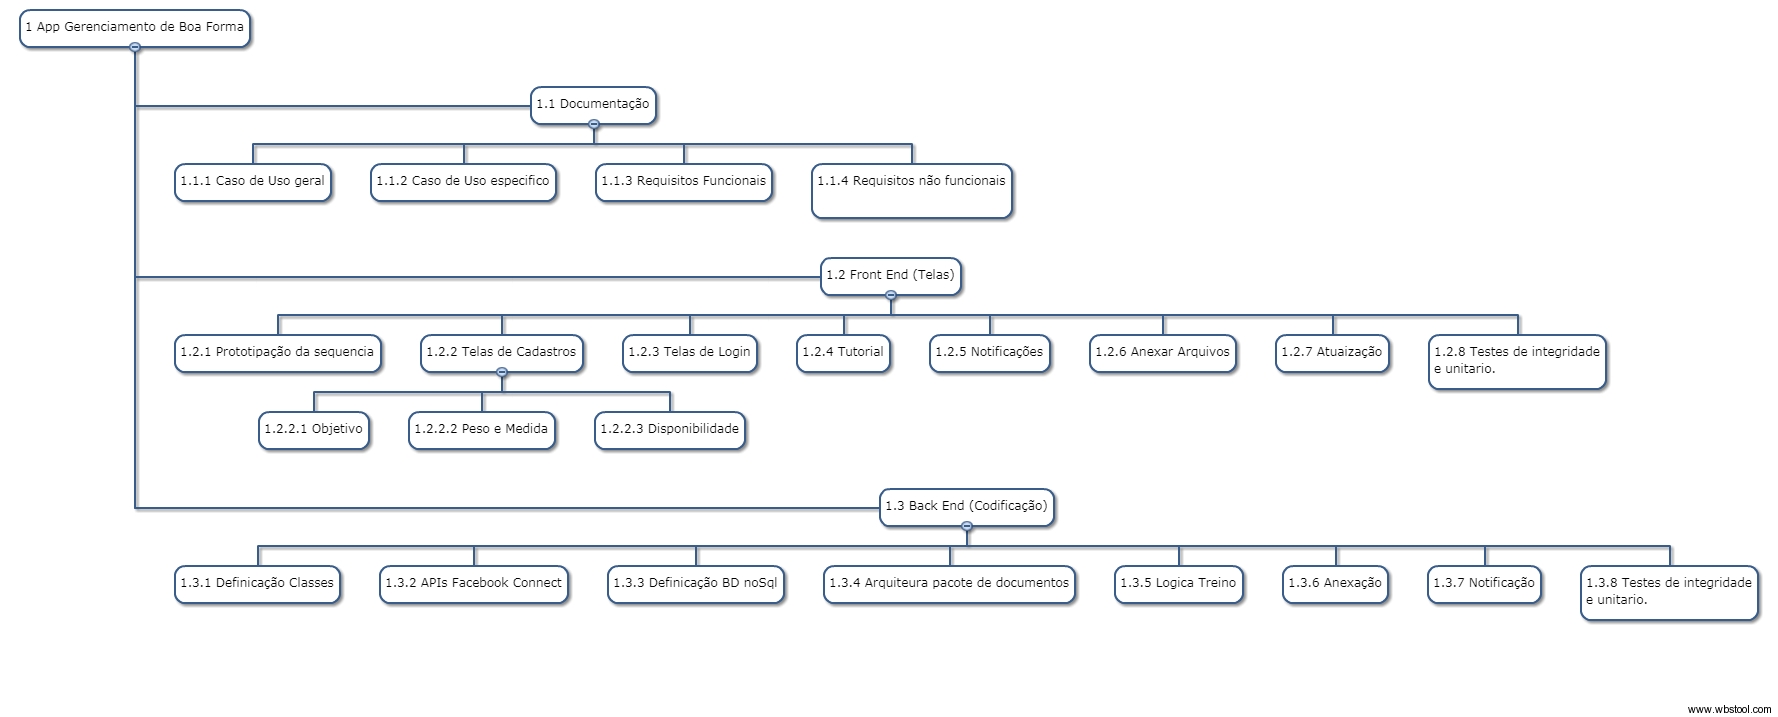 1 App Gerenciamento de Boa Forma
1.1 Documentação
1.1.1 Caso de Uso geral
1.1.2 Caso de Uso especifico
1.1.3 Requisitos Funcionais
1.1.4 Requisitos não funcionais
1.2 Front End (Telas)
1.2.1 Prototipação da sequencia
1.2.2 Telas de Cadastros
1.2.3 Telas de Login
1.2.4 Tutorial
1.2.5 Notificações
1.2.6 Anexar Arquivos
1.2.7 Atuaização
1.2.8 Testes de integridade
e unitario.
1.2.2.1 Objetivo
1.2.2.2 Peso e Medida
1.2.2.3 Disponibilidade
1.3 Back End (Codificação)
1.3.1 Definicação Classes
1.3.2 APIs Facebook Connect
1.3.3 Definicação BD noSql
1.3.4 Arquiteura pacote de documentos
1.3.5 Logica Treino
1.3.6 Anexação
1.3.7 Notificação
1.3.8 Testes de integridade
e unitario.
www.wbstool.com